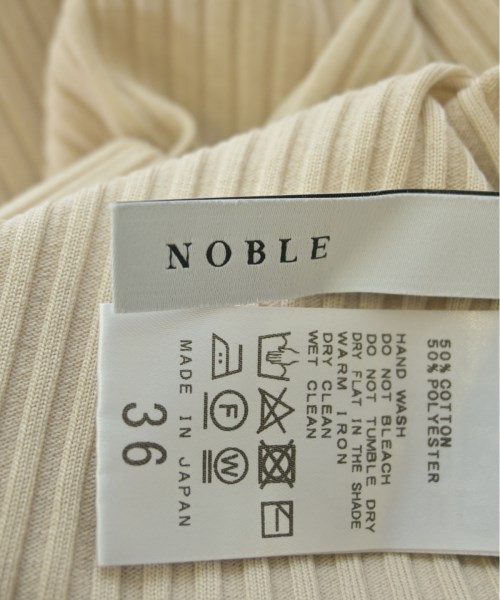 NOBLE
50% COTTON
50% POLYESTER
HAND WASH
DO NOT BLEACH
DO NOT TUMBLE DRY
DRY FLAT IN THE SHADE
WARM IRON
DRY CLEAN
WET CLEAN
F
W
MADE IN JAPAN
36